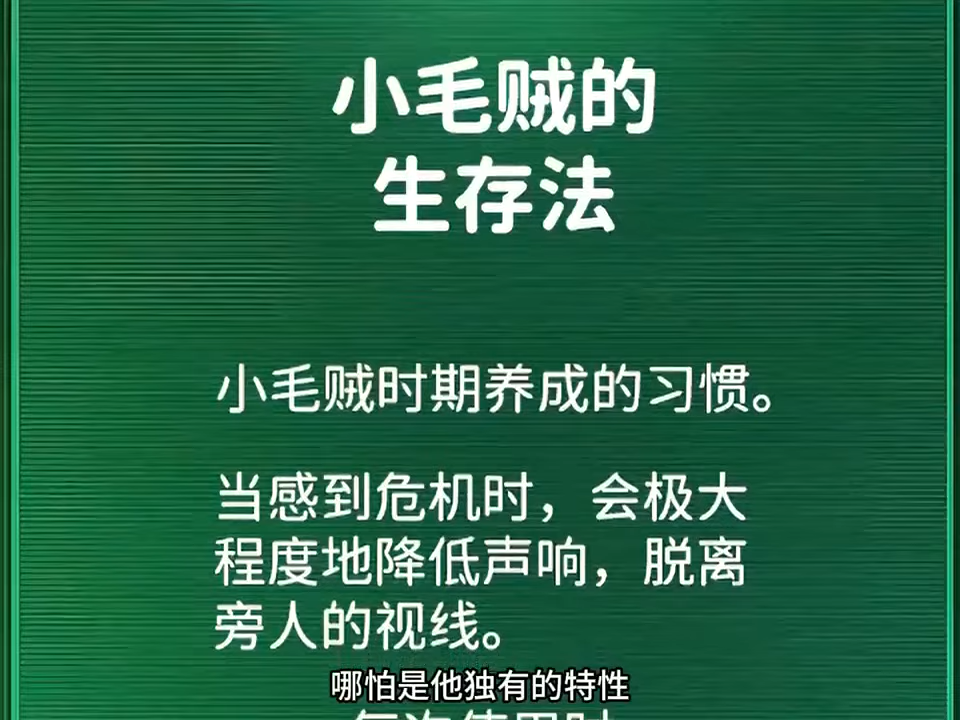 小毛贼的
生存法
小毛贼时期养成的习惯。
当感到危机时，会极大
程度地降低声响，脱离
旁人的视线。
哪怕是他独有的特性